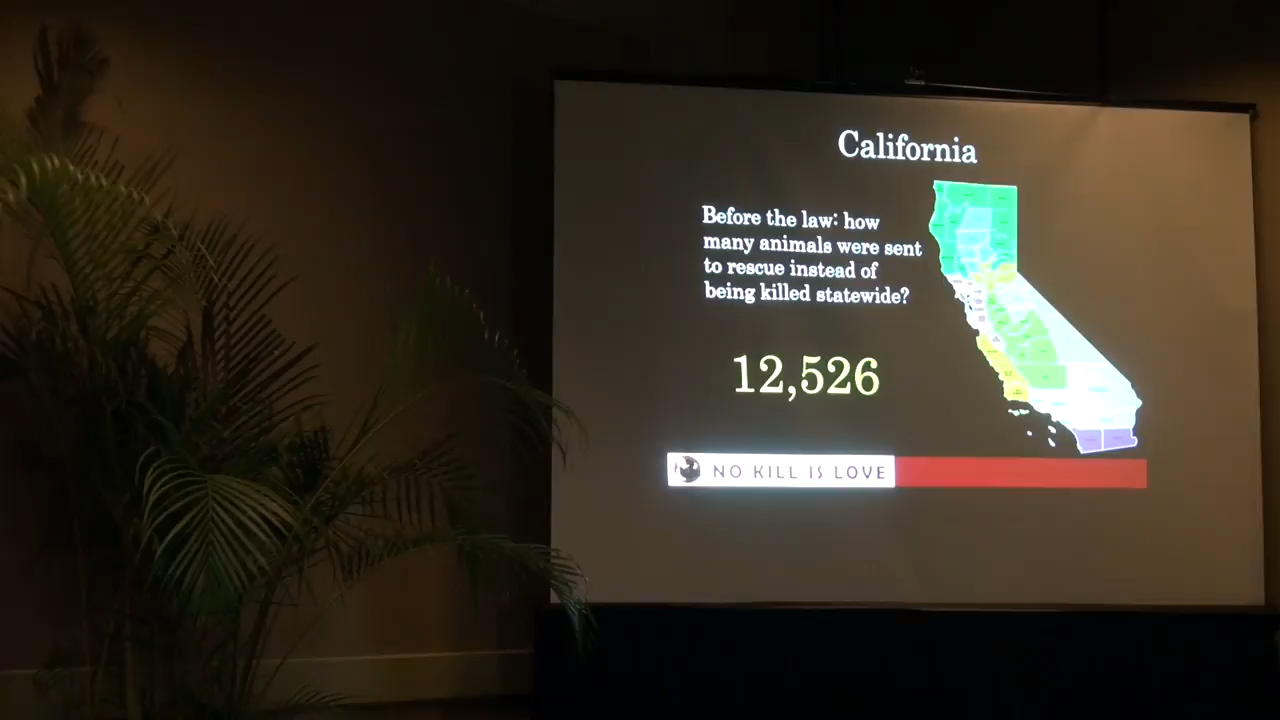 California
Before the law: how
many animals were sent
to rescue instead of
being killed statewide?
12,526
NO KILL IS LOVE